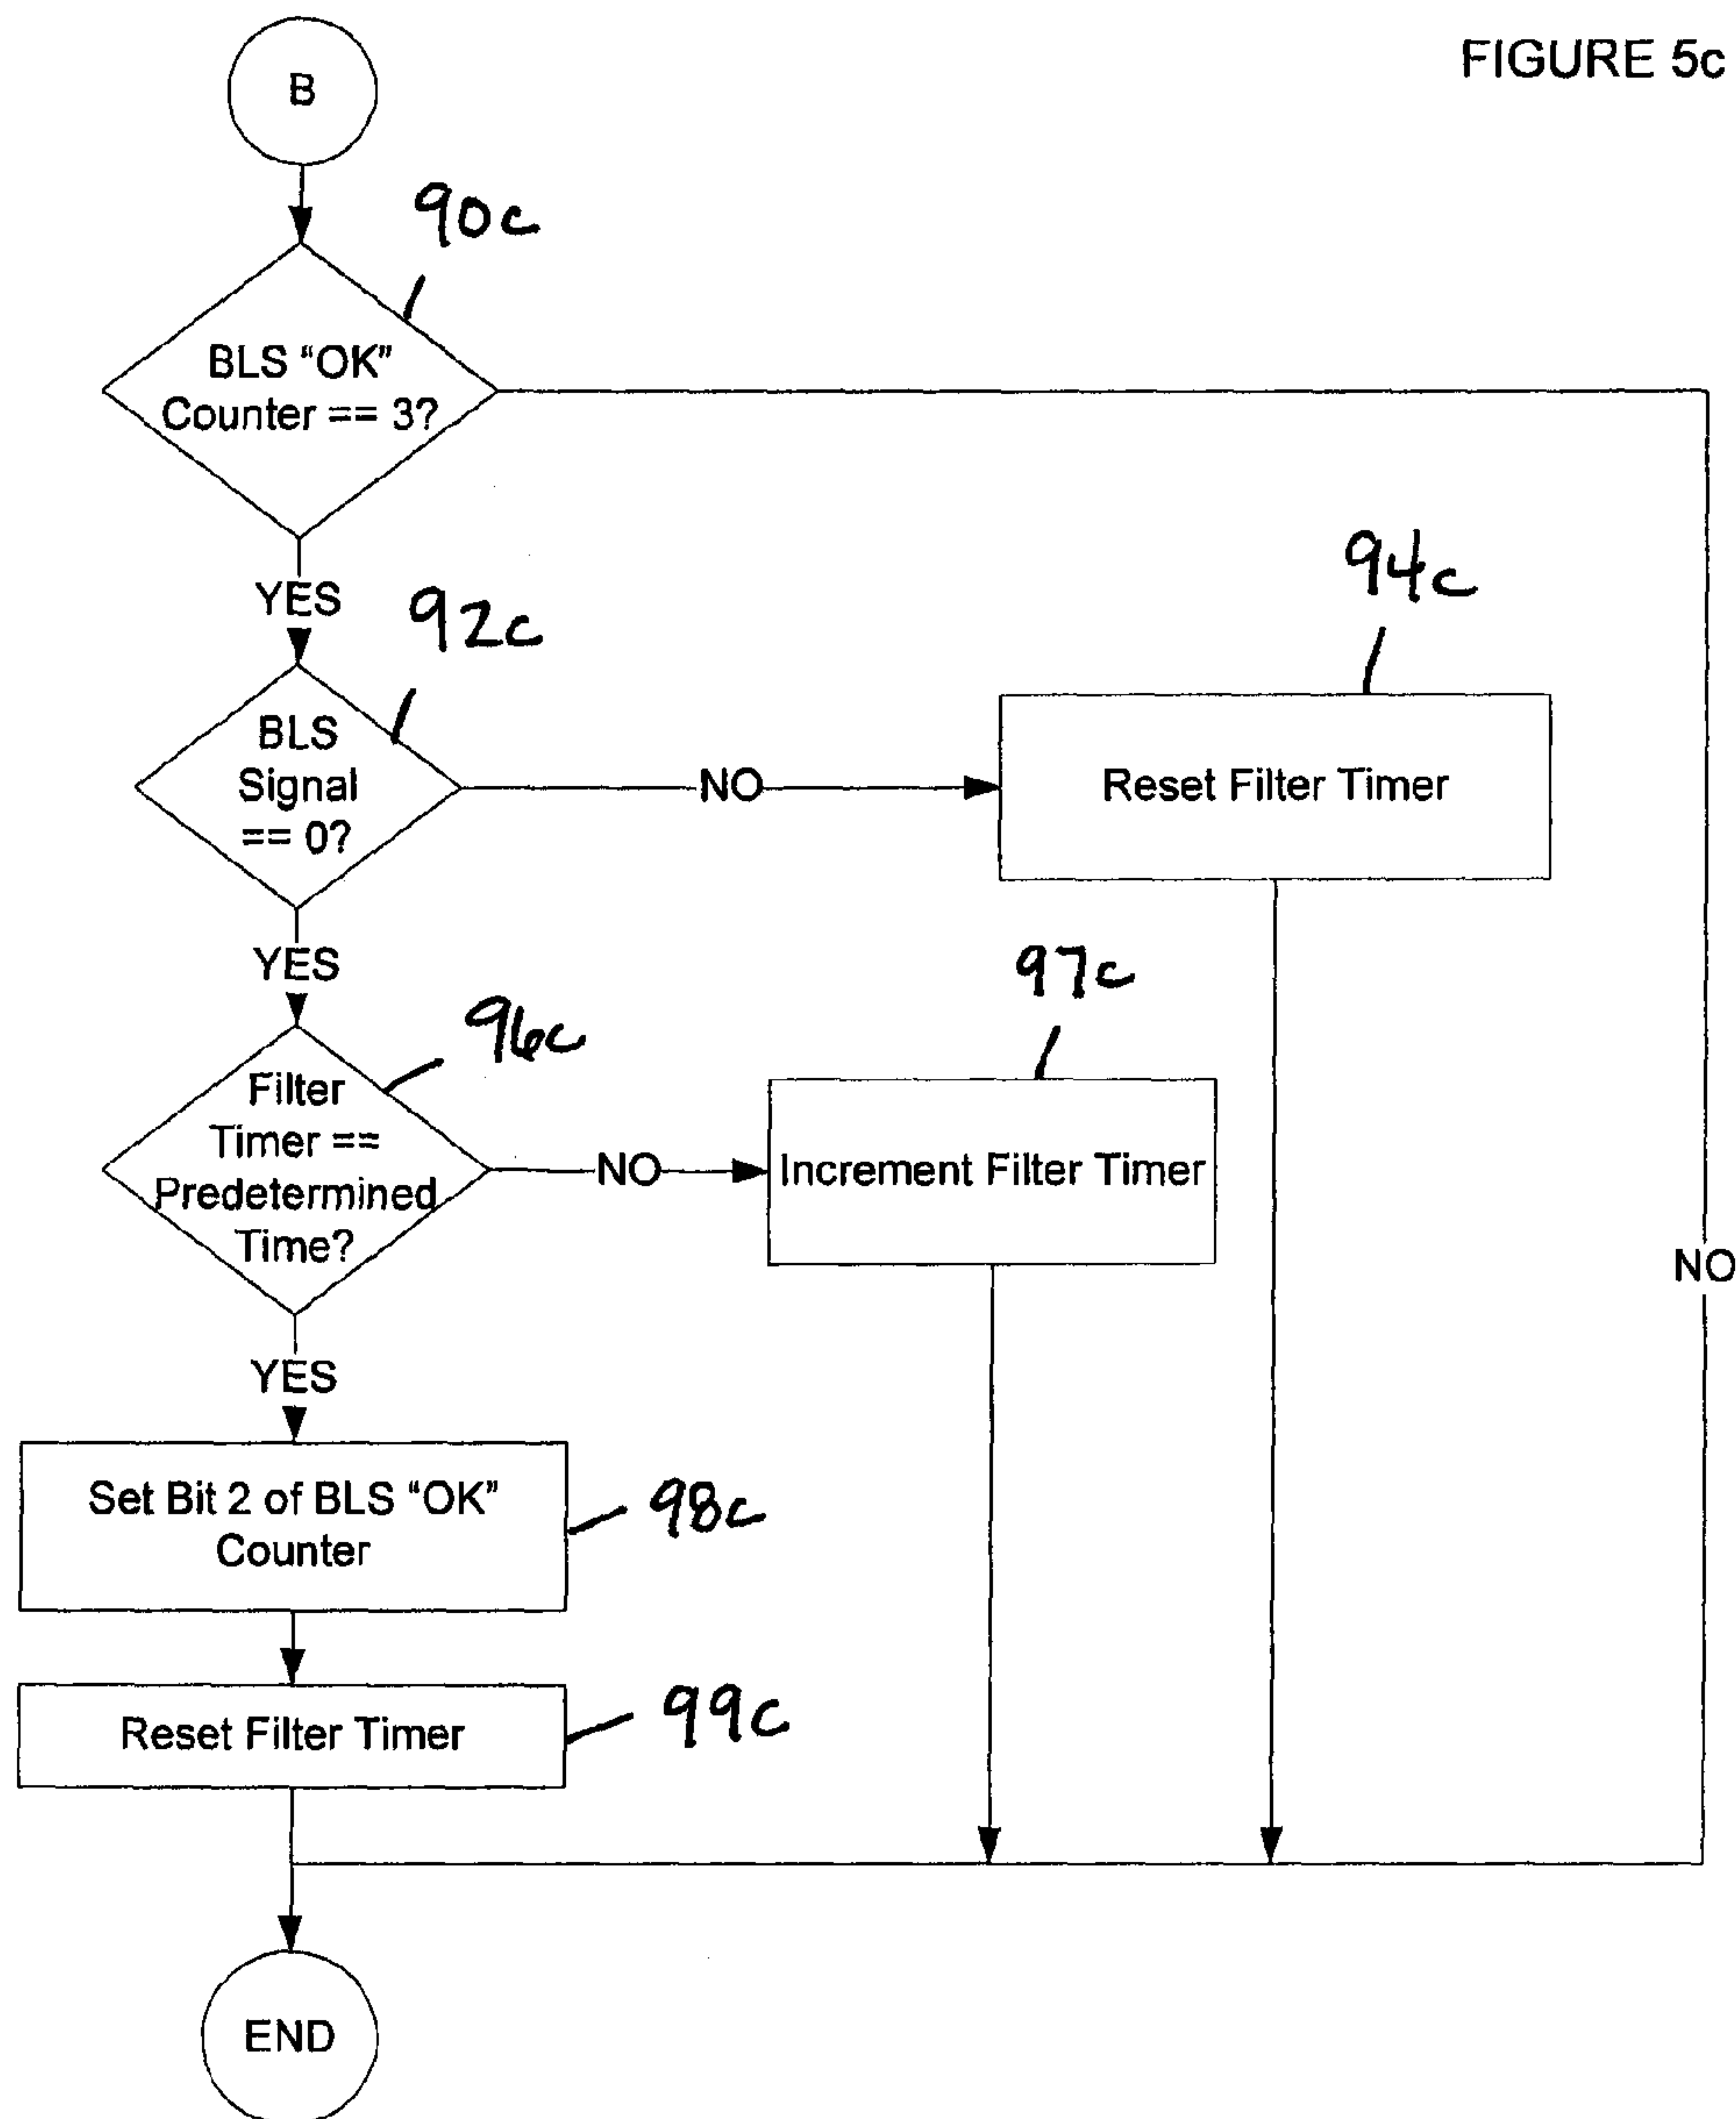 FIGURE 5c
B
90c
BLS “OK”
Counter == 3?
YES
92c
94c
BLS
Signal
== 0?
NO
Reset Filter Timer
YES
97c
96c
Filter
Timer ==
Predetermined
Time?
NO
Increment Filter Timer
NO
YES
Set Bit 2 of BLS “OK”
Counter
98c
Reset Filter Timer
99c
END